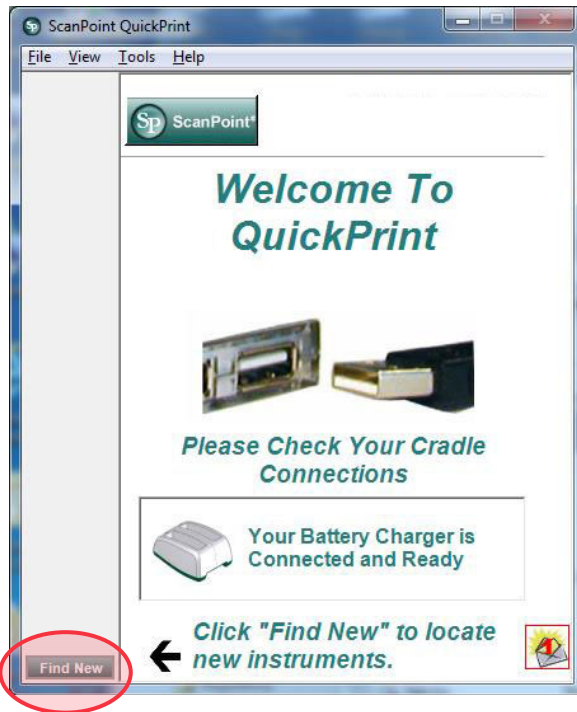 ScanPoint QuickPrint
File View Tools Help
Sp ScanPoint®
Welcome To
QuickPrint
Please Check Your Cradle
Connections
Your Battery Charger is
Connected and Ready
Click "Find New" to locate
new instruments.
Find New